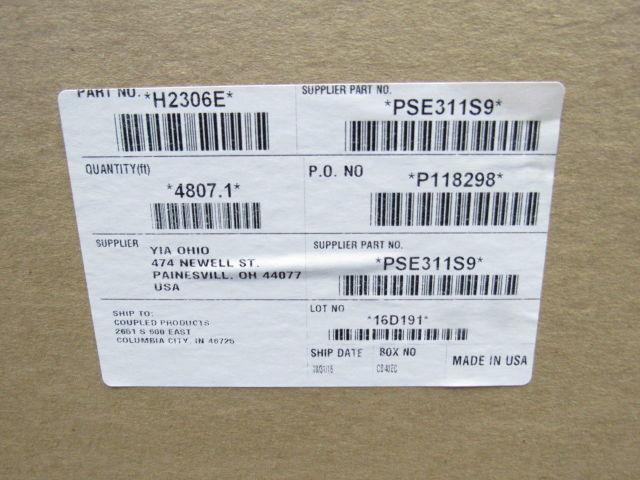 PART NO. *H2306E*
SUPPLIER PART NO.
*PSE311S9*
QUANTITY(ft)
*4807.1*
P.O. NO
*P118298*
SUPPLIER
YIA OHIO
474 NEWELL ST.
PAINESVILL, OH 44077
USA
SUPPLIER PART NO.
*PSE311S9*
SHIP TO:
COUPLED PRODUCTS
2651 S 600 EAST
COLUMBIA CITY, IN 46725
LOT NO
*16D191*
SHIP DATE
BOX NO
MADE IN USA